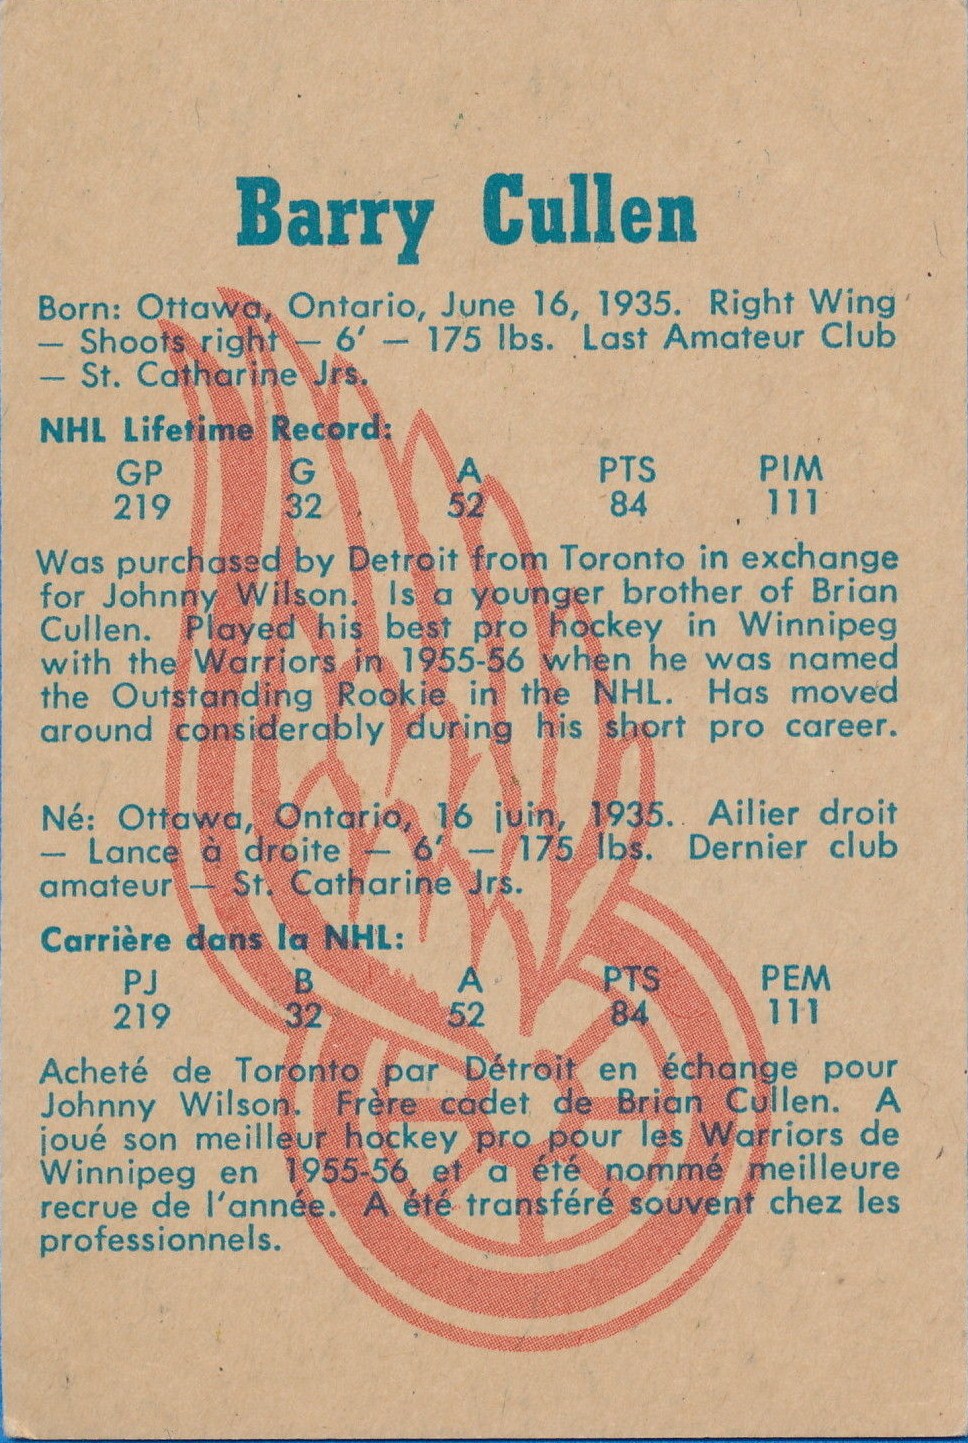 Barry Cullen
Born: Ottawa, Ontario, June 16, 1935. Right Wing
— Shoots right — 6′ — 175 lbs. Last Amateur Club
— St. Catharine Jrs.
NHL Lifetime Record:
GP G A PTS PIM
219 32 52 84 111
Was purchased by Detroit from Toronto in exchange
for Johnny Wilson. Is a younger brother of Brian
Cullen. Played his best pro hockey in Winnipeg
with the Warriors in 1955-56 when he was named
the Outstanding Rookie in the NHL. Has moved
around considerably during his short pro career.
Né: Ottawa, Ontario, 16 juin, 1935. Ailier droit
— Lance à droite — 6′ — 175 lbs. Dernier club
amateur — St. Catharine Jrs.
Carrière dans la NHL:
PJ B A PTS PEM
219 32 52 84 111
Acheté de Toronto par Détroit en échange pour
Johnny Wilson. Frère cadet de Brian Cullen. A
joué son meilleur hockey pro pour les Warriors de
Winnipeg en 1955-56 et a été nommé meilleure
recrue de l'année. A été transféré souvent chez les
professionnels.